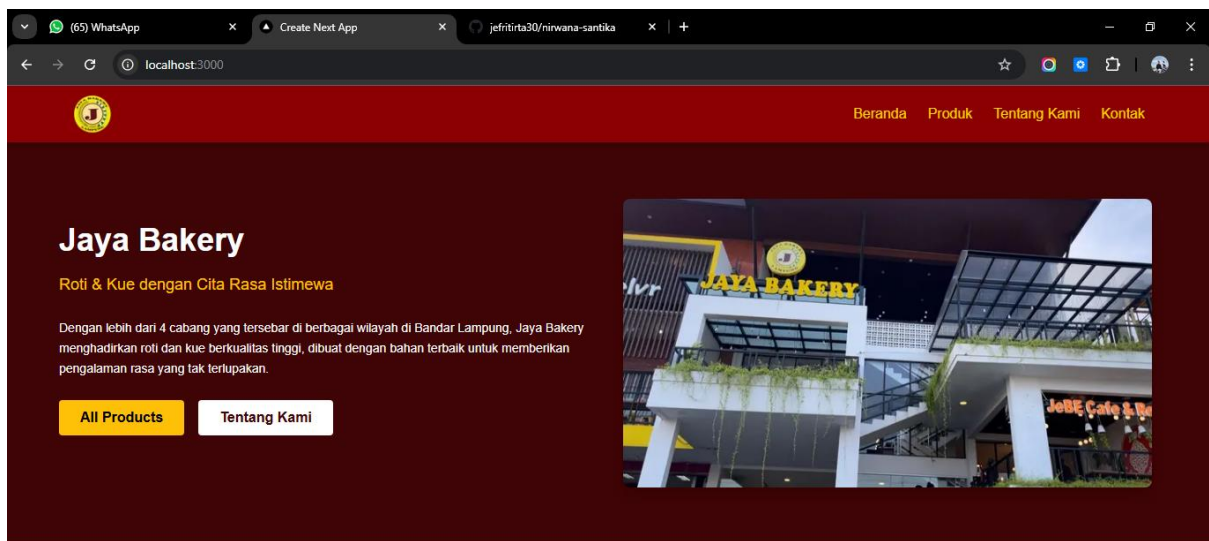 (65) WhatsApp
Create Next App
jefritirta30/nirwana-santika
localhost:3000
J
Beranda Produk Tentang Kami Kontak
Jaya Bakery
Roti & Kue dengan Cita Rasa Istimewa
Dengan lebih dari 4 cabang yang tersebar di berbagai wilayah di Bandar Lampung, Jaya Bakery
menghadirkan roti dan kue berkualitas tinggi, dibuat dengan bahan terbaik untuk memberikan
pengalaman rasa yang tak terlupakan.
All Products
Tentang Kami
J
JAYA BAKERY
JeBE Cafe & Re